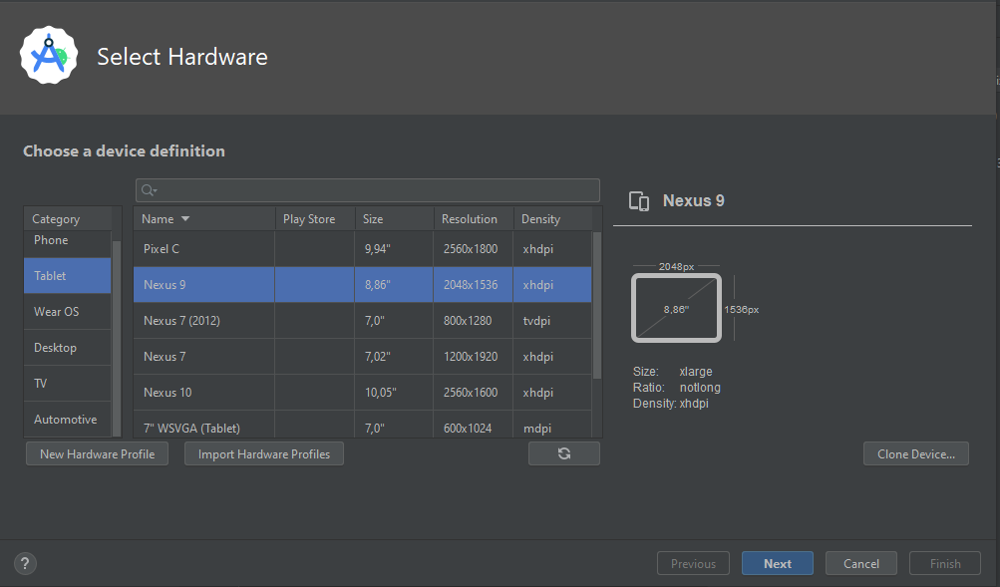 Select Hardware
Choose a device definition
Category
Phone
Tablet
Wear OS
Desktop
TV
Automotive
Name Play Store Size Resolution Density
Pixel C 9,94" 2560x1800 xhdpi
Nexus 9 8,86" 2048x1536 xhdpi
Nexus 7 (2012) 7,0" 800x1280 tvdpi
Nexus 7 7,02" 1200x1920 xhdpi
Nexus 10 10,05" 2560x1600 xhdpi
7" WSVGA (Tablet) 7,0" 600x1024 mdpi
Nexus 9
2048px
8,86"
1536px
Size: xlarge
Ratio: notlong
Density: xhdpi
New Hardware Profile Import Hardware Profiles Clone Device...
? Previous Next Cancel Finish